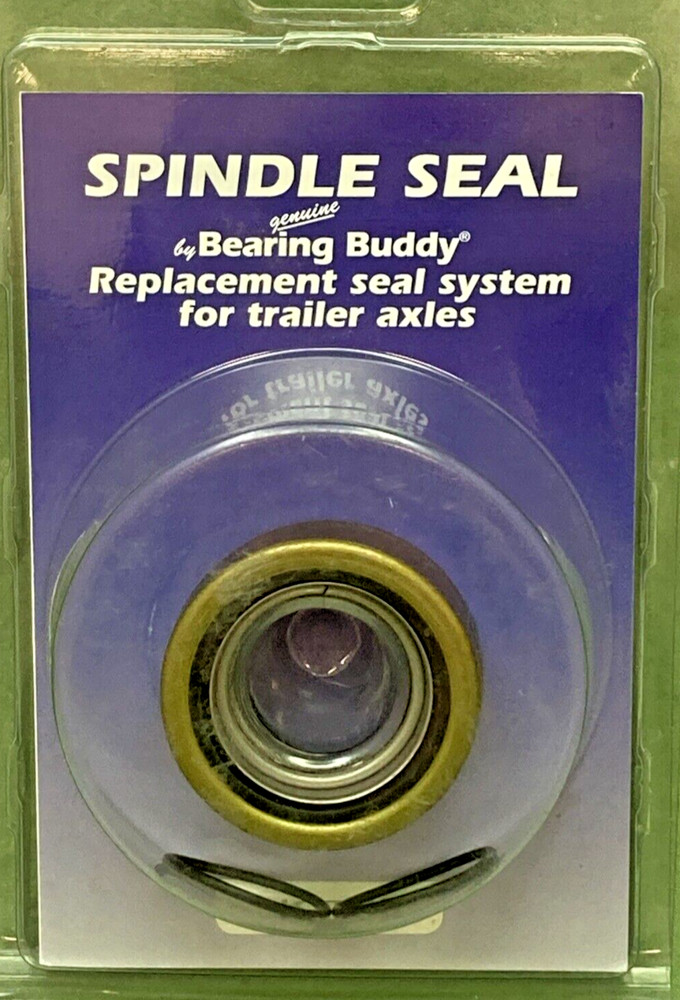 SPINDLE SEAL
genuine
by Bearing Buddy®
Replacement seal system
for trailer axles